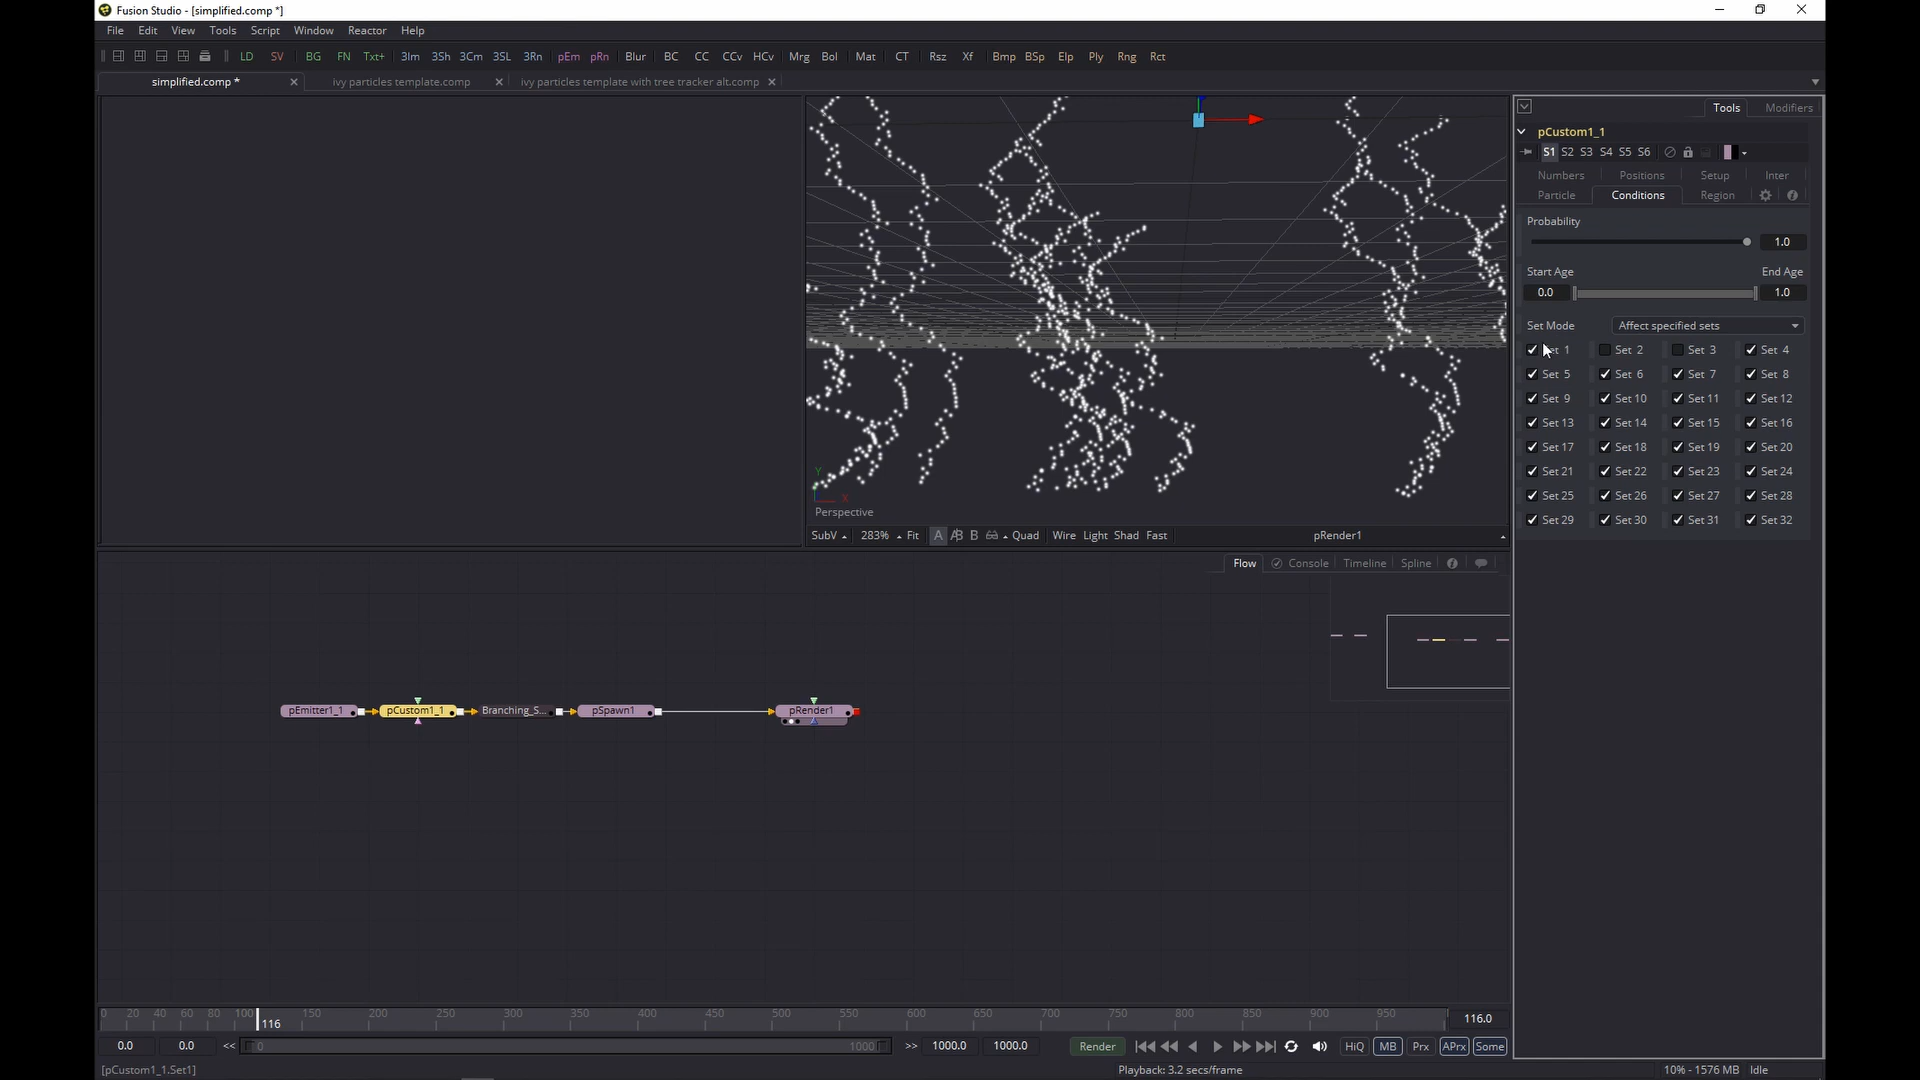 Fusion Studio - [simplified.comp *]
File Edit View Tools Script Window Reactor Help
LD SV BG FN Txt+ 3Im 3Sh 3Cm 3SL 3Rn pEm pRn Blur BC CC CCv HCv Mrg Bol Mat CT Rsz Xf Bmp BSp Elp Ply Rng Rct
simplified.comp * ivy particles template.comp ivy particles template with tree tracker alt.comp
Tools Modifiers
pCustom1_1
S1 S2 S3 S4 S5 S6
Numbers Positions Setup Inter
Particle Conditions Region
Probability
1.0
Start Age End Age
0.0 1.0
Set Mode Affect specified sets
Set 1 Set 2 Set 3 Set 4
Set 5 Set 6 Set 7 Set 8
Set 9 Set 10 Set 11 Set 12
Set 13 Set 14 Set 15 Set 16
Set 17 Set 18 Set 19 Set 20
Set 21 Set 22 Set 23 Set 24
Set 25 Set 26 Set 27 Set 28
Set 29 Set 30 Set 31 Set 32
Y
X
Perspective
SubV 283% Fit A A|B B Quad Wire Light Shad Fast pRender1
Flow Console Timeline Spline
pEmitter1_1 pCustom1_1 Branching_S... pSpawn1 pRender1
0 20 40 60 80 100 150 200 250 300 350 400 450 500 550 600 650 700 750 800 850 900 950
116 116.0
0.0 0.0 << 0 1000 >> 1000.0 1000.0 Render HiQ MB Prx APrx Some
[pCustom1_1.Set1] Playback: 3.2 secs/frame 10% - 1576 MB Idle